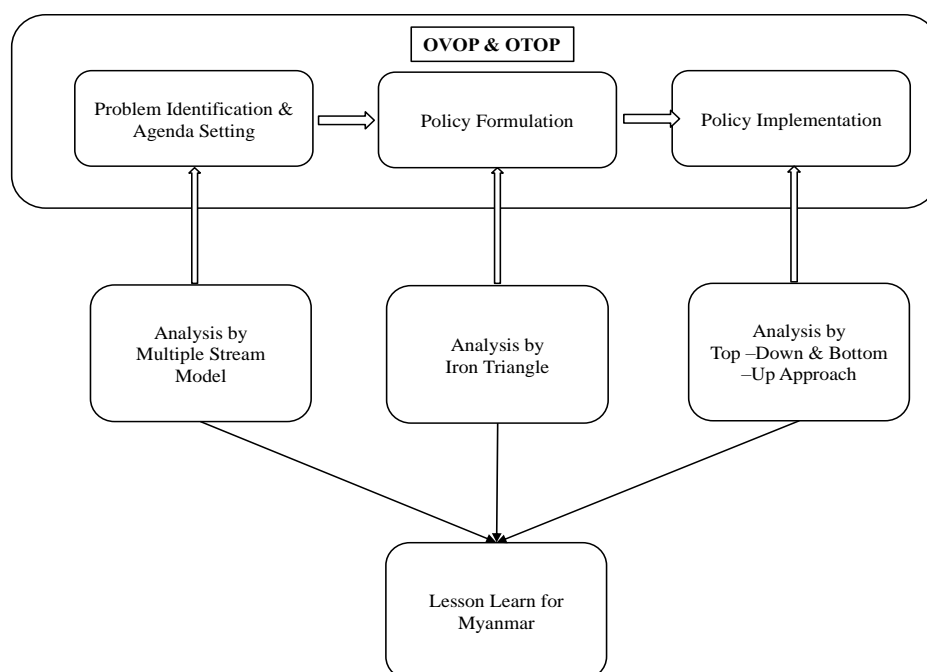 OVOP & OTOP
Problem Identification &
Agenda Setting
Policy Formulation
Policy Implementation
Analysis by
Multiple Stream
Model
Analysis by
Iron Triangle
Analysis by
Top –Down & Bottom
–Up Approach
Lesson Learn for
Myanmar